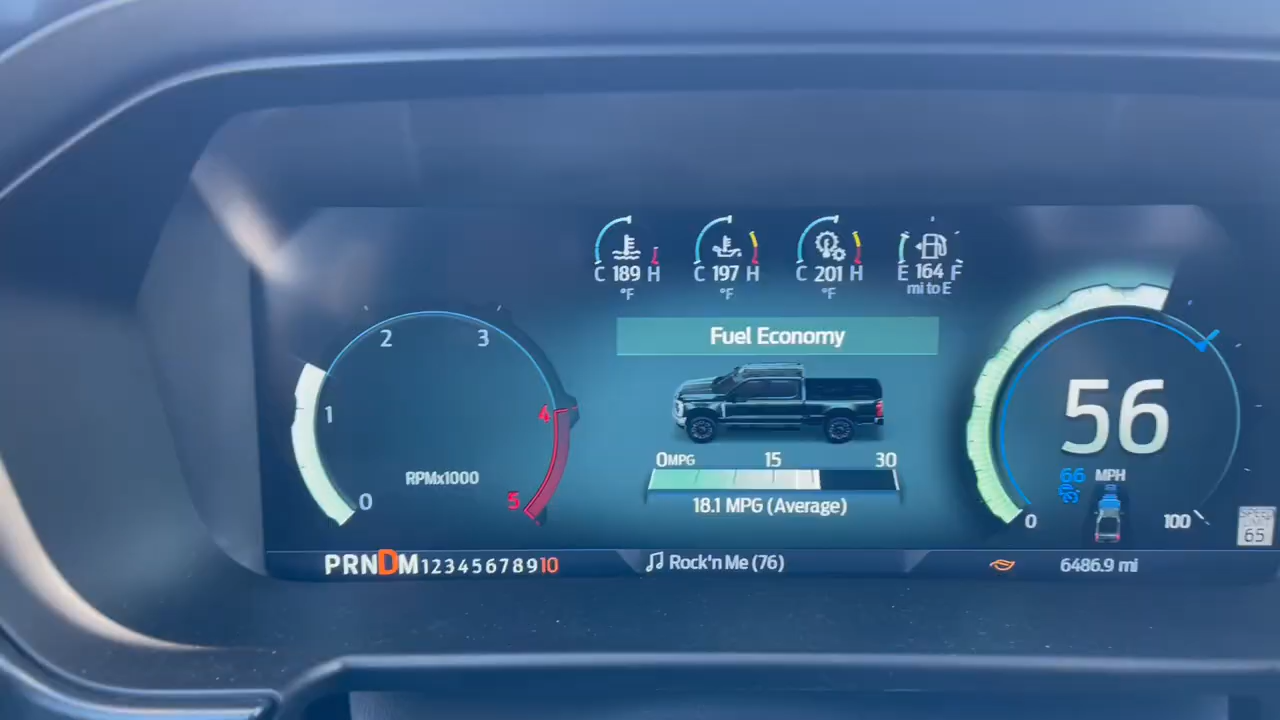 C 189 H
°F
C 197 H
°F
C 201 H
°F
E 164 F
mi to E
Fuel Economy
0MPG 15 30
18.1 MPG (Average)
0
1
2
3
4
5
RPMx1000
56
66 MPH
0
100
SPEED
65
PRNDM12345678910
Rock'n Me (76)
6486.9 mi